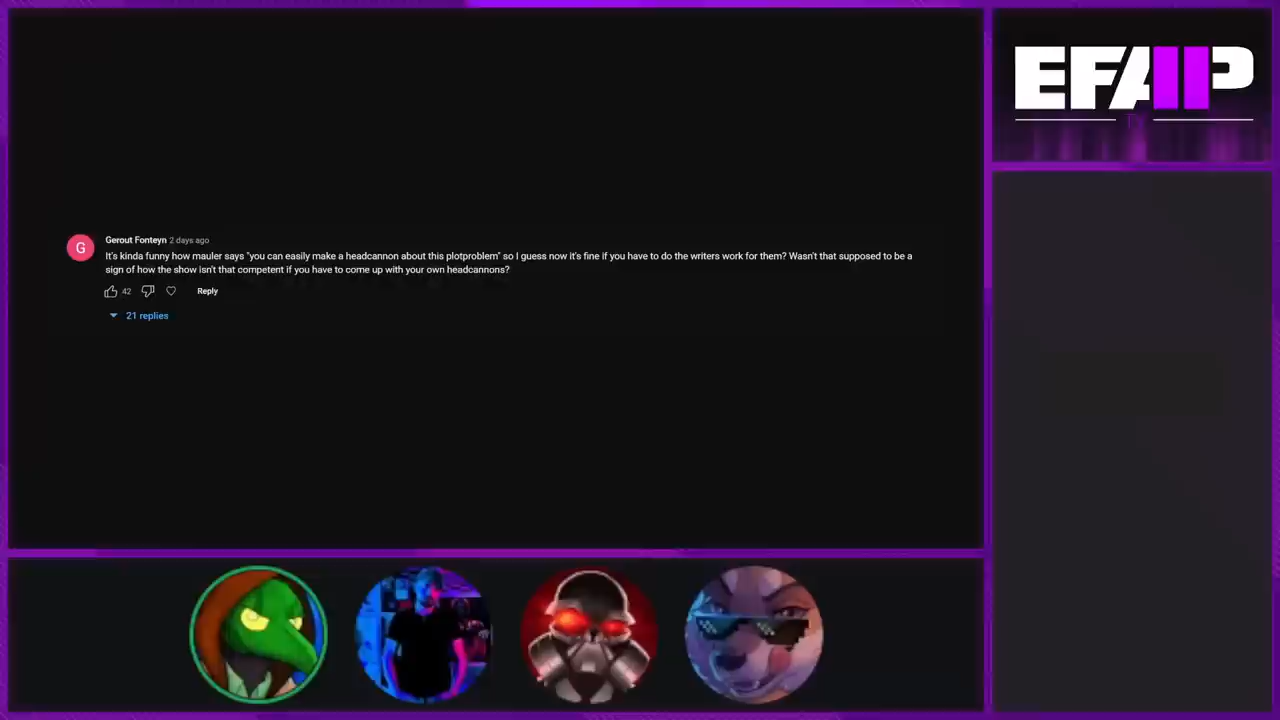 EFAP
G
Gerout Fonteyn 2 days ago
It's kinda funny how mauler says "you can easily make a headcannon about this plotproblem" so I guess now it's fine if you have to do the writers work for them? Wasn't that supposed to be a
sign of how the show isn't that competent if you have to come up with your own headcannons?
42 Reply
21 replies